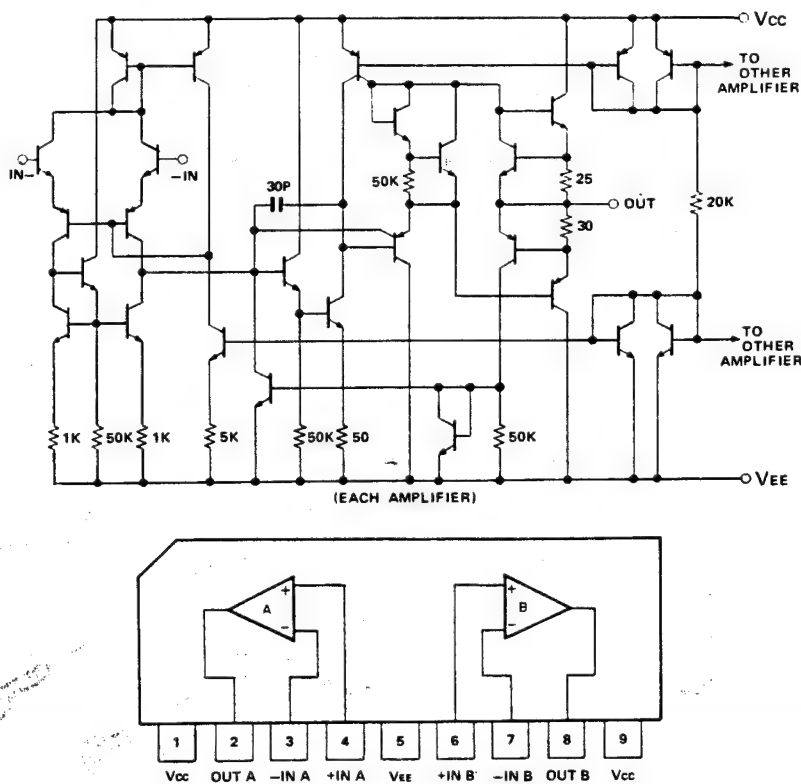 Vcc
TO
OTHER
AMPLIFIER
IN-
-IN
30P
50K
25
OUT
30
20K
TO
OTHER
AMPLIFIER
1K
50K
1K
5K
50K
50
50K
VEE
(EACH AMPLIFIER)
A
+
-
B
+
-
1 2 3 4 5 6 7 8 9
Vcc OUT A -IN A +IN A VEE +IN B -IN B OUT B Vcc